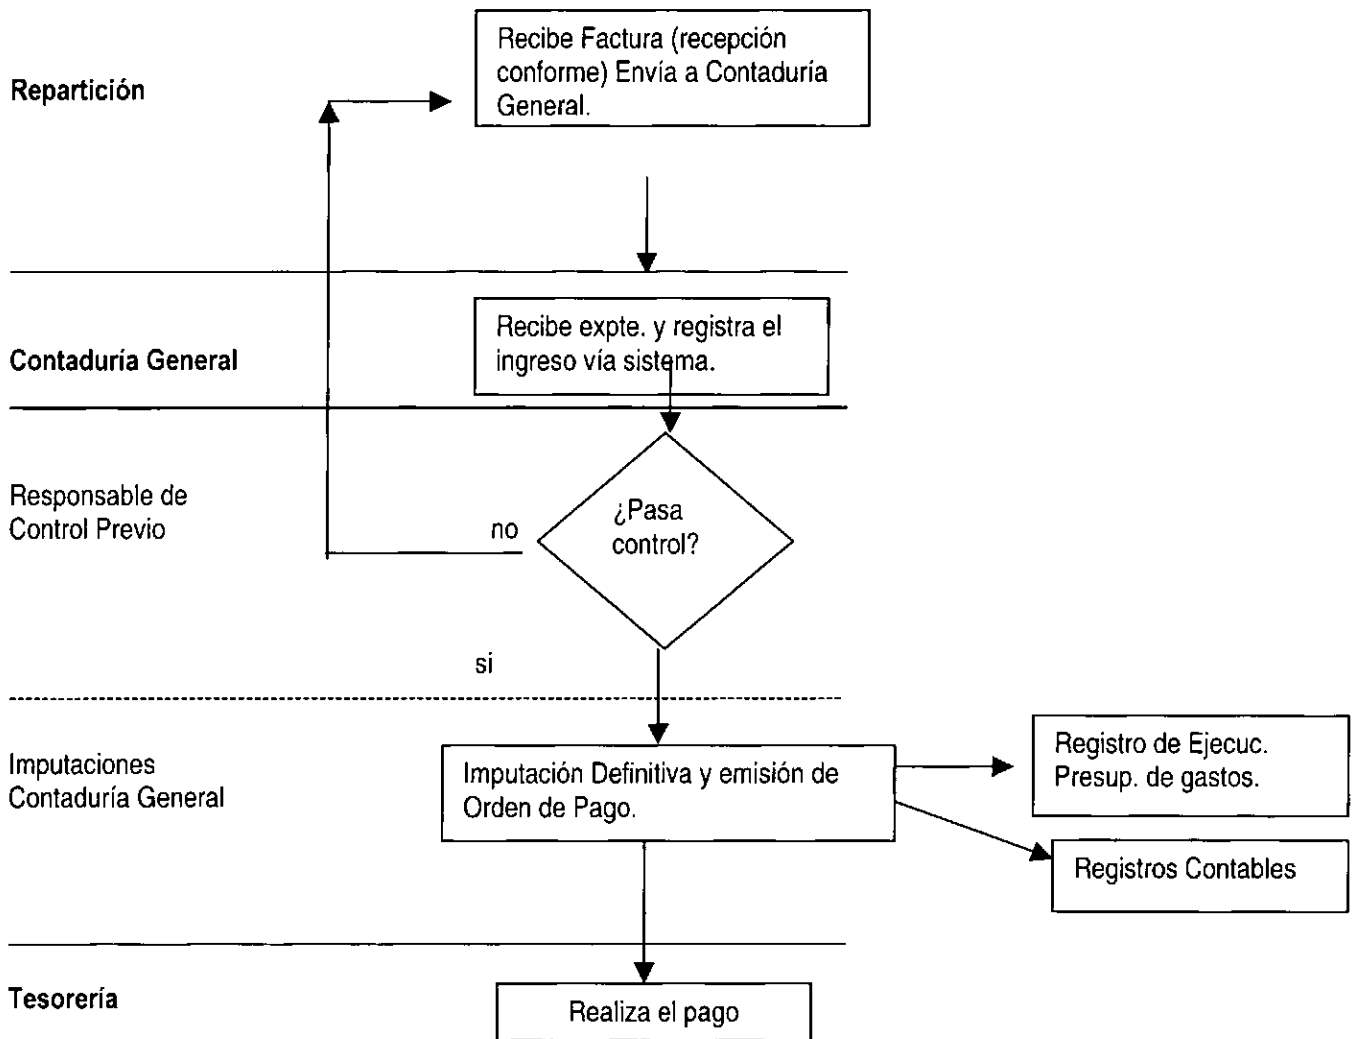 Recibe Factura (recepción
conforme) Envía a Contaduría
General.
Repartición
Recibe expte. y registra el
ingreso vía sistema.
Contaduría General
Responsable de
Control Previo
no
¿Pasa
control?
si
Imputaciones
Contaduría General
Imputación Definitiva y emisión de
Orden de Pago.
Registro de Ejecuc.
Presup. de gastos.
Registros Contables
Tesorería
Realiza el pago